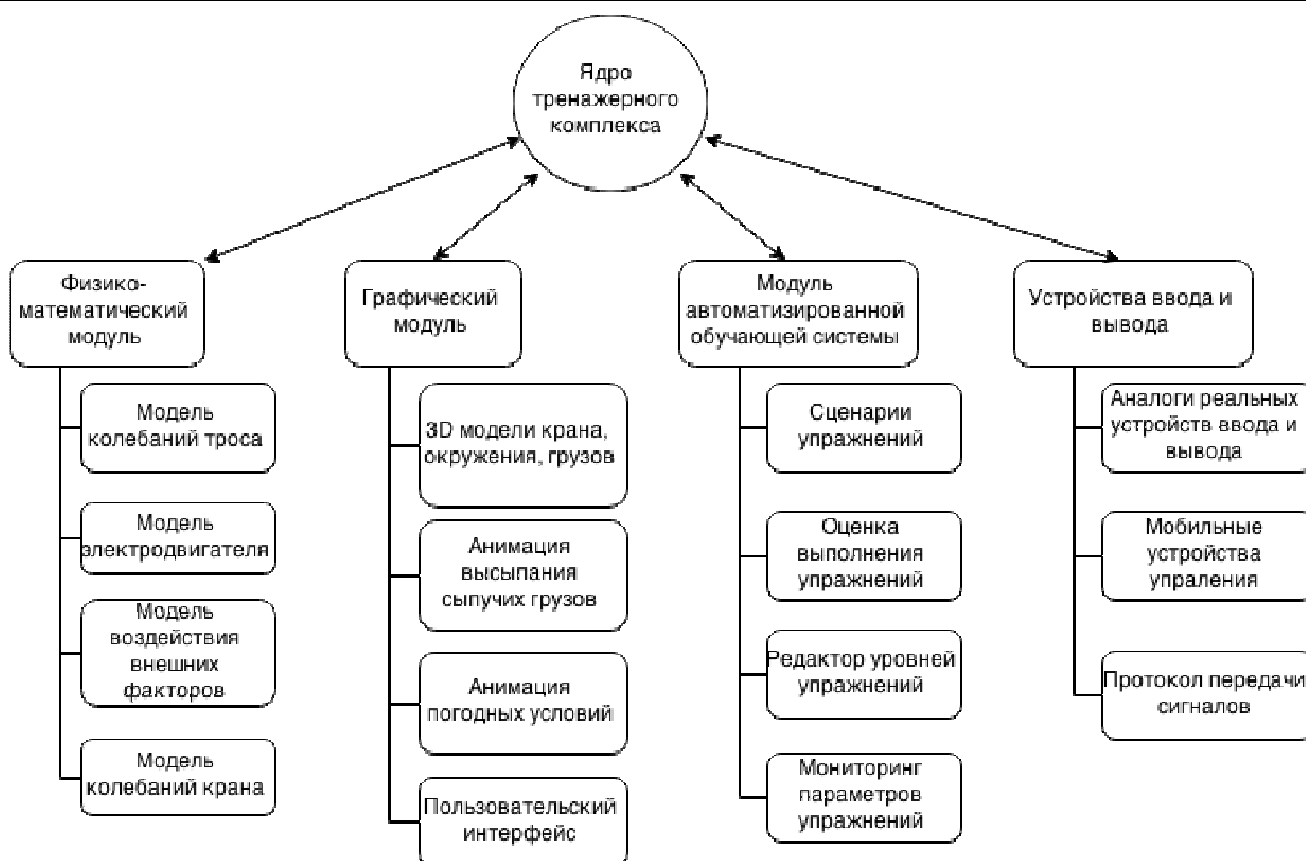 Ядро
тренажерного
комплекса
Физико-
математический
модуль
Графический
модуль
Модуль
автоматизированной
обучающей системы
Устройства ввода и
вывода
Модель
колебаний троса
Модель
электродвигателя
Модель
воздействия
внешних
факторов
Модель
колебаний крана
3D модели крана,
окружения, грузов
Анимация
высыпания
сыпучих грузов
Анимация
погодных условий
Пользовательский
интерфейс
Сценарии
упражнений
Оценка
выполнения
упражнений
Редактор уровней
упражнений
Мониторинг
параметров
упражнений
Аналоги реальных
устройств ввода и
вывода
Мобильные
устройства
упраления
Протокол передачи
сигналов